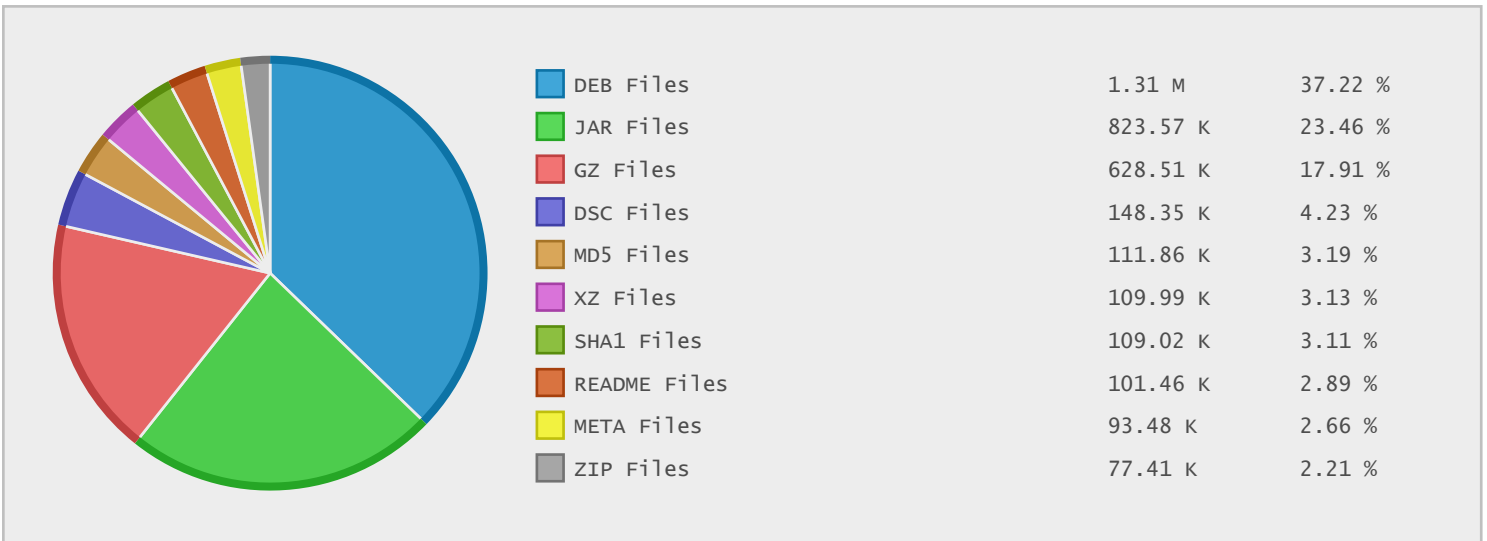 DEB Files 1.31 M 37.22 %
JAR Files 823.57 K 23.46 %
GZ Files 628.51 K 17.91 %
DSC Files 148.35 K 4.23 %
MD5 Files 111.86 K 3.19 %
XZ Files 109.99 K 3.13 %
SHA1 Files 109.02 K 3.11 %
README Files 101.46 K 2.89 %
META Files 93.48 K 2.66 %
ZIP Files 77.41 K 2.21 %